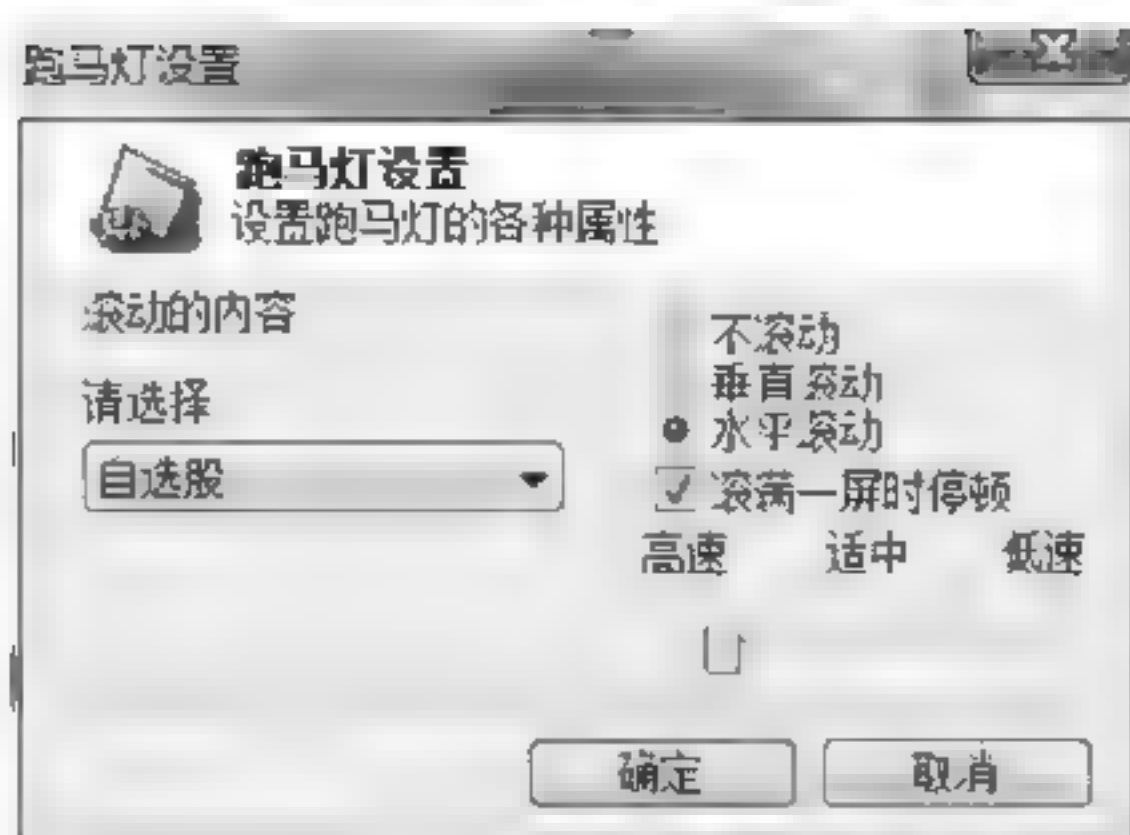 跑马灯设置
跑马灯设置
设置跑马灯的各种属性
滚动的内容
请选择
自选股
不滚动
垂直滚动
水平滚动
滚满一屏时停顿
高速 适中 低速
确定 取消